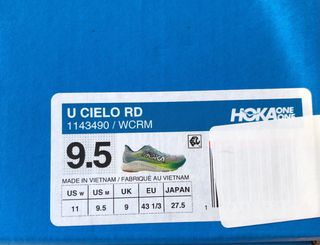 U CIELO RD
1143490 / WCRM
HOKA ONE ONE
9.5
MADE IN VIETNAM / FABRIQUÉ AU VIETNAM
US W US M UK EU JAPAN
11 9.5 9 43 1/3 27.5
1